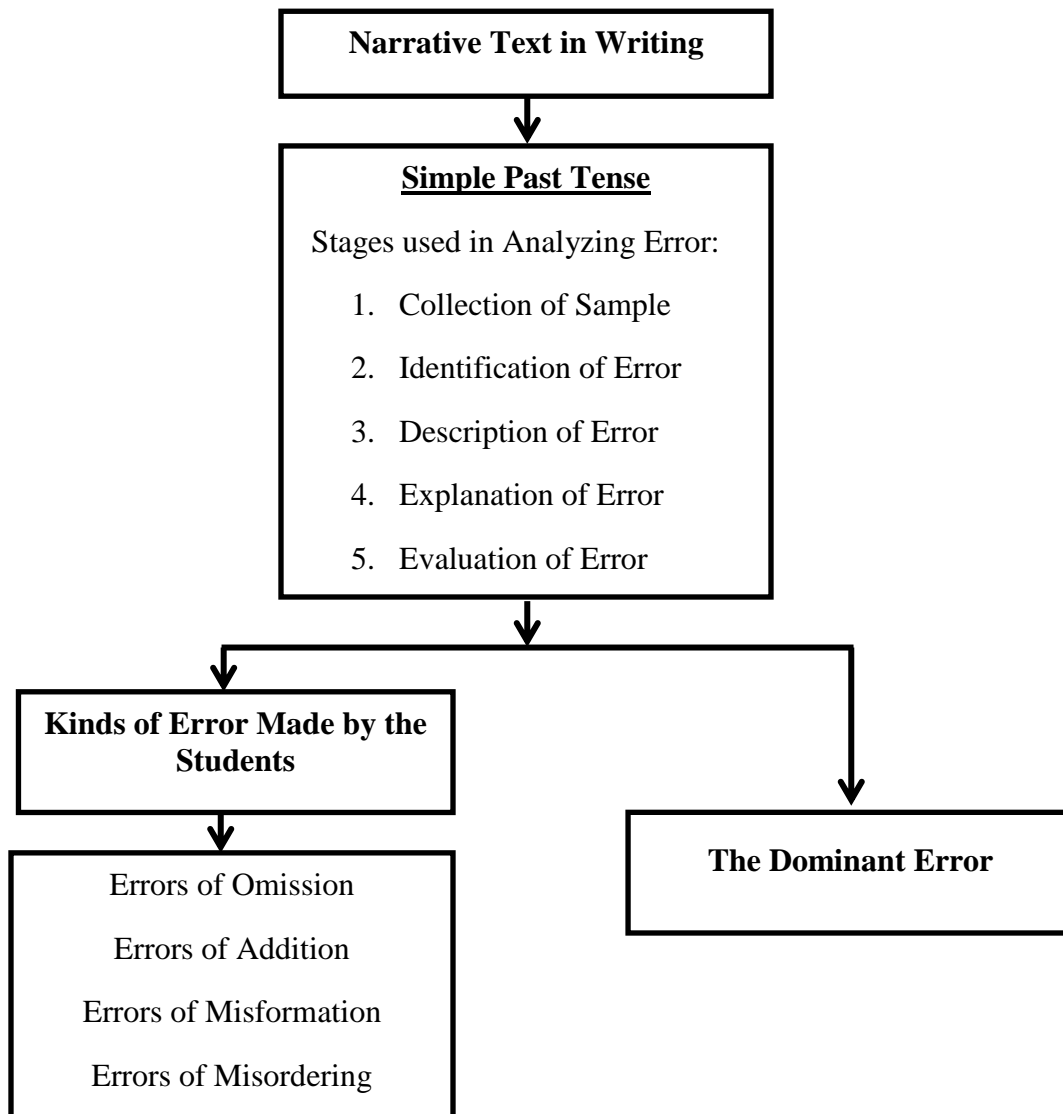 Narrative Text in Writing
Simple Past Tense
Stages used in Analyzing Error:
1. Collection of Sample
2. Identification of Error
3. Description of Error
4. Explanation of Error
5. Evaluation of Error
Kinds of Error Made by the
Students
The Dominant Error
Errors of Omission
Errors of Addition
Errors of Misformation
Errors of Misordering